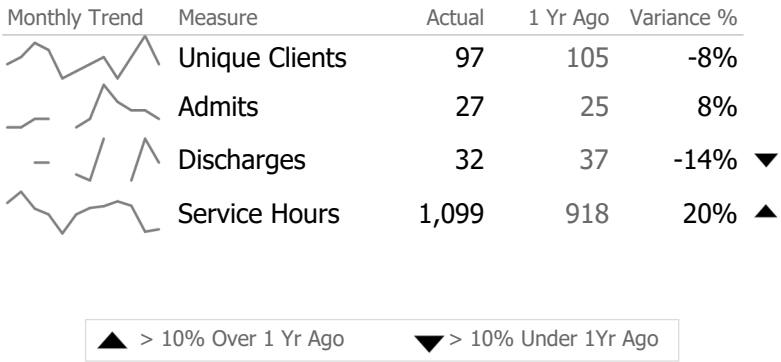 Monthly Trend Measure Actual 1 Yr Ago Variance %
Unique Clients 97 105 -8%
Admits 27 25 8%
Discharges 32 37 -14% ▼
Service Hours 1,099 918 20% ▲
▲ > 10% Over 1 Yr Ago ▼ > 10% Under 1Yr Ago